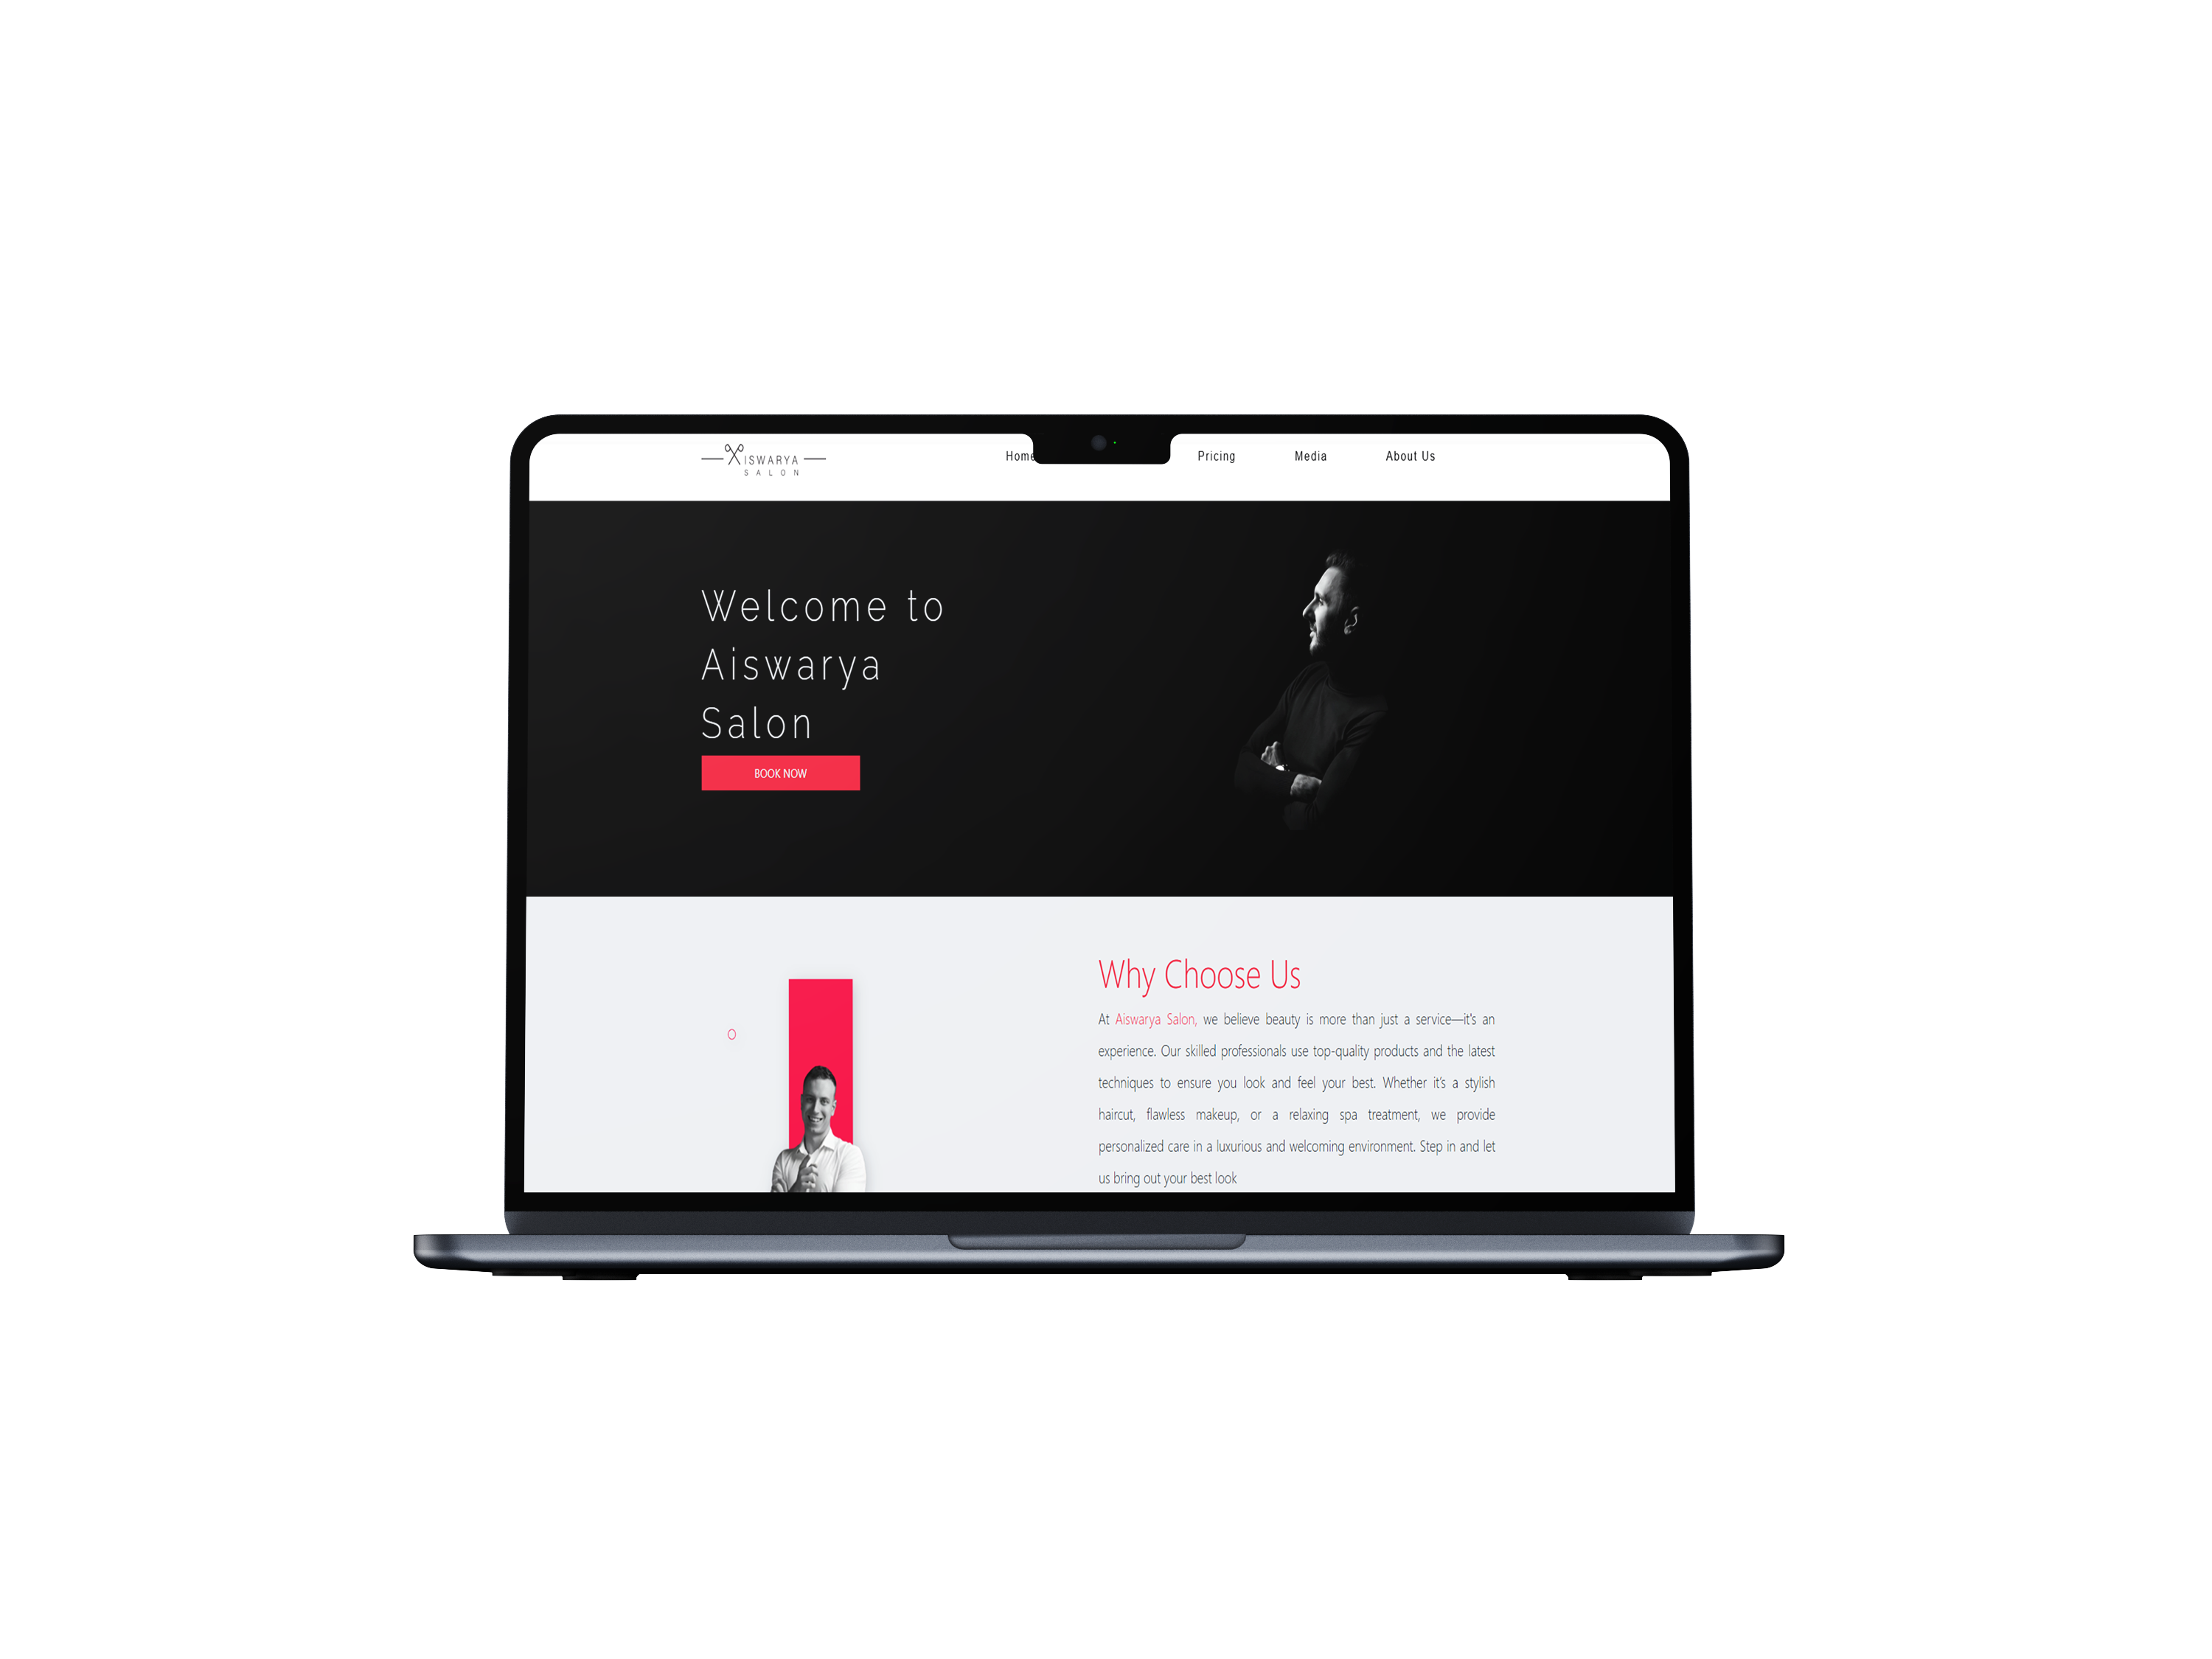 ISWARYA
SALON
Home Pricing Media About Us
Welcome to
Aiswarya
Salon
BOOK NOW
Why Choose Us
At Aiswarya Salon, we believe beauty is more than just a service—it's an
experience. Our skilled professionals use top-quality products and the latest
techniques to ensure you look and feel your best. Whether it's a stylish
haircut, flawless makeup, or a relaxing spa treatment, we provide
personalized care in a luxurious and welcoming environment. Step in and let
us bring out your best look